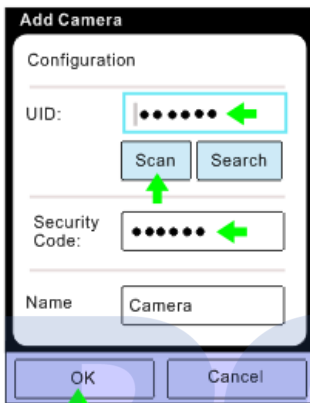 Add Camera
Configuration
UID: ●●●●●●
Scan Search
Security
Code: ●●●●●●
Name Camera
OK Cancel